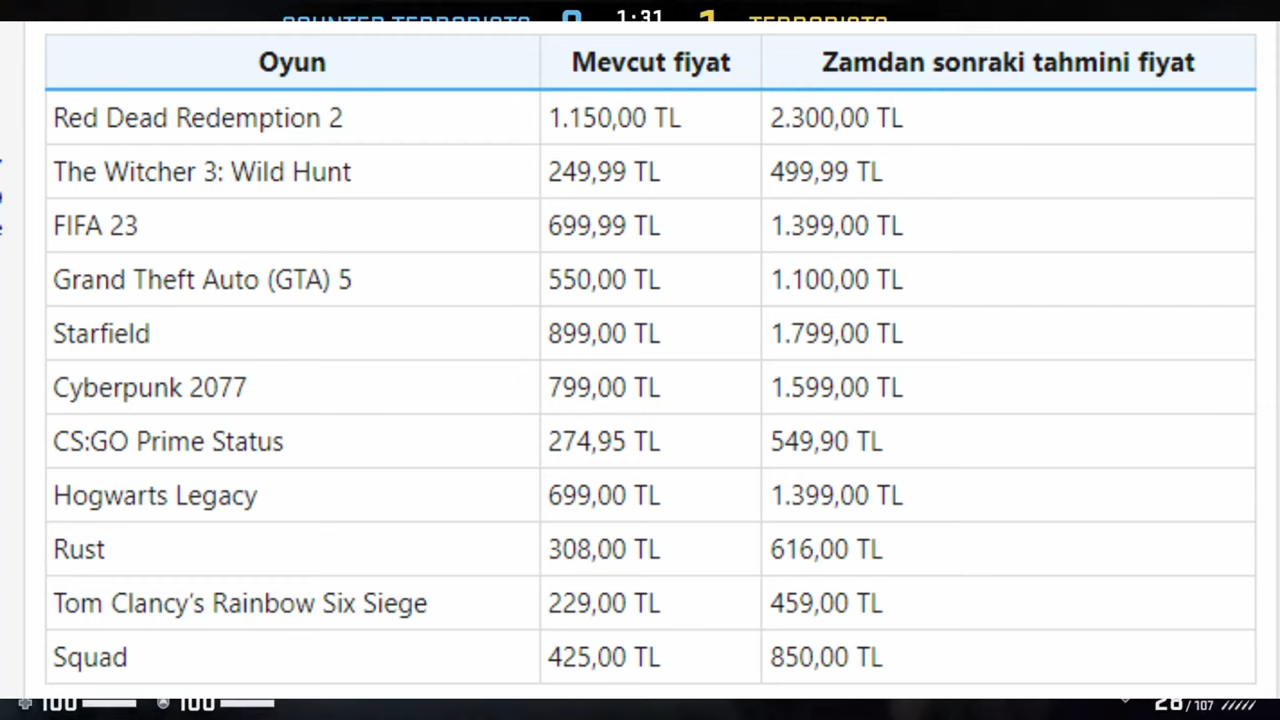 1:31
Oyun Mevcut fiyat Zamdan sonraki tahmini fiyat
Red Dead Redemption 2 1.150,00 TL 2.300,00 TL
The Witcher 3: Wild Hunt 249,99 TL 499,99 TL
FIFA 23 699,99 TL 1.399,00 TL
Grand Theft Auto (GTA) 5 550,00 TL 1.100,00 TL
Starfield 899,00 TL 1.799,00 TL
Cyberpunk 2077 799,00 TL 1.599,00 TL
CS:GO Prime Status 274,95 TL 549,90 TL
Hogwarts Legacy 699,00 TL 1.399,00 TL
Rust 308,00 TL 616,00 TL
Tom Clancy’s Rainbow Six Siege 229,00 TL 459,00 TL
Squad 425,00 TL 850,00 TL
100 100 /107